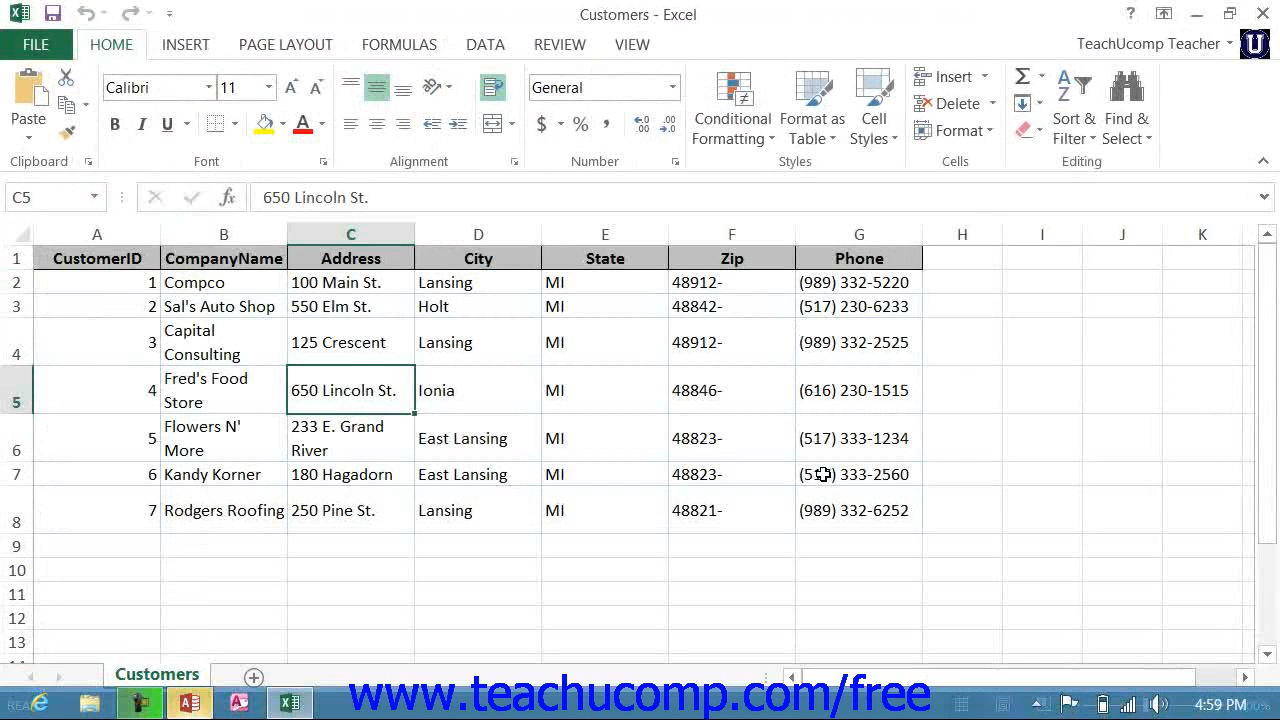 Customers - Excel
FILE HOME INSERT PAGE LAYOUT FORMULAS DATA REVIEW VIEW TeachUcomp Teacher
Calibri 11 General
Paste
B I U $ % ,
Conditional Formatting
Format as Table
Cell Styles
Insert
Delete
Format
Sort & Filter
Find & Select
Clipboard Font Alignment Number Styles Cells Editing
C5 fx 650 Lincoln St.
A B C D E F G H I J K
1 CustomerID CompanyName Address City State Zip Phone
2 1 Compco 100 Main St. Lansing MI 48912- (989) 332-5220
3 2 Sal's Auto Shop 550 Elm St. Holt MI 48842- (517) 230-6233
4 3 Capital Consulting 125 Crescent Lansing MI 48912- (989) 332-2525
5 4 Fred's Food Store 650 Lincoln St. Ionia MI 48846- (616) 230-1515
6 5 Flowers N' More 233 E. Grand River East Lansing MI 48823- (517) 333-1234
7 6 Kandy Korner 180 Hagadorn East Lansing MI 48823- 333-2560
8 7 Rodgers Roofing 250 Pine St. Lansing MI 48821- (989) 332-6252
9
10
11
12
13
Customers
www.teachucomp.com/free
4:59 PM